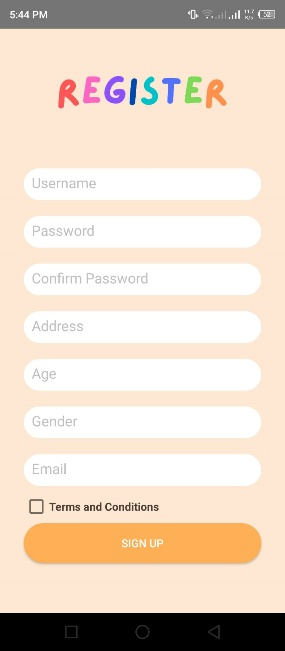 5:44 PM
REGISTER
Username
Password
Confirm Password
Address
Age
Gender
Email
Terms and Conditions
SIGN UP